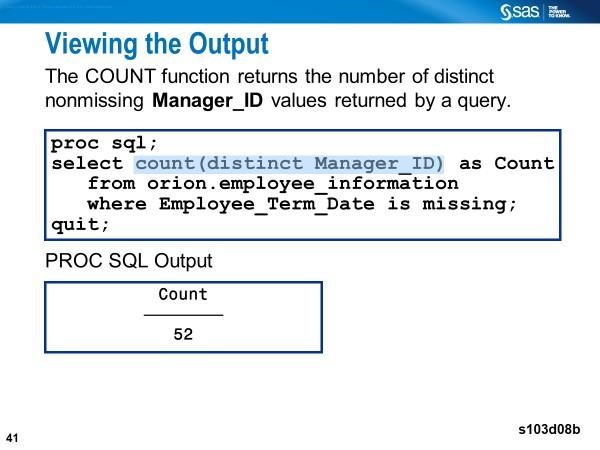 sas THE
POWER
TO KNOW.
Viewing the Output
The COUNT function returns the number of distinct
nonmissing Manager_ID values returned by a query.
proc sql;
select count(distinct Manager_ID) as Count
from orion.employee_information
where Employee_Term_Date is missing;
quit;
PROC SQL Output
Count
52
41
s103d08b